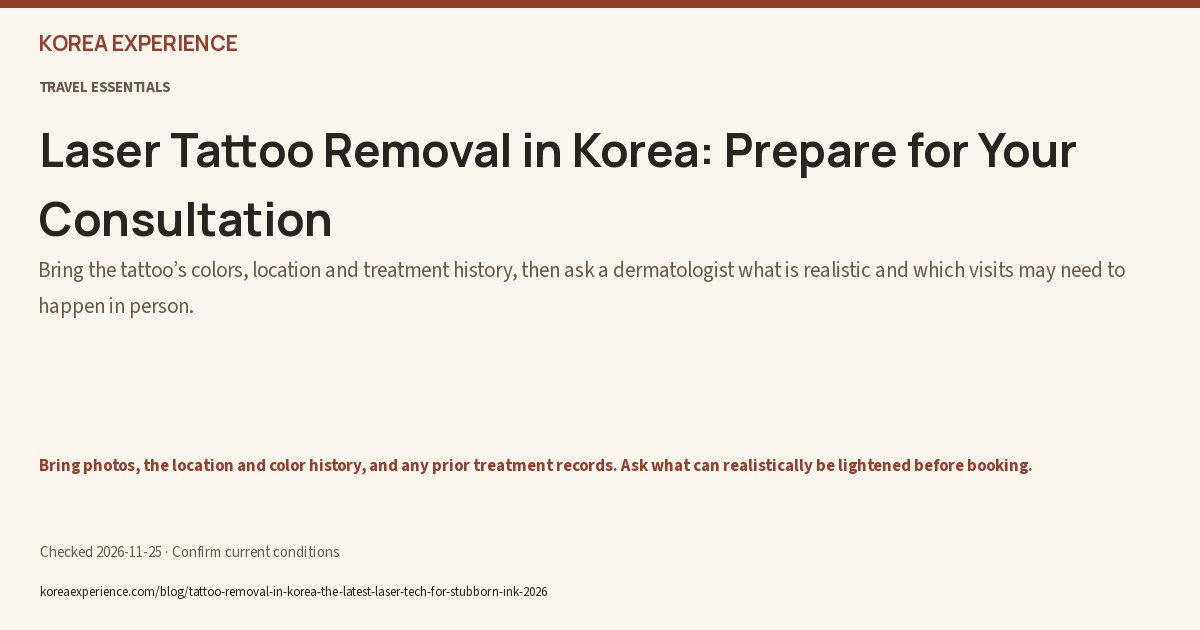 KOREA EXPERIENCE
TRAVEL ESSENTIALS
Laser Tattoo Removal in Korea: Prepare for Your
Consultation
Bring the tattoo’s colors, location and treatment history, then ask a dermatologist what is realistic and which visits may need to
happen in person.
Bring photos, the location and color history, and any prior treatment records. Ask what can realistically be lightened before booking.
Checked 2026-11-25 · Confirm current conditions
koreaexperience.com/blog/tattoo-removal-in-korea-the-latest-laser-tech-for-stubborn-ink-2026